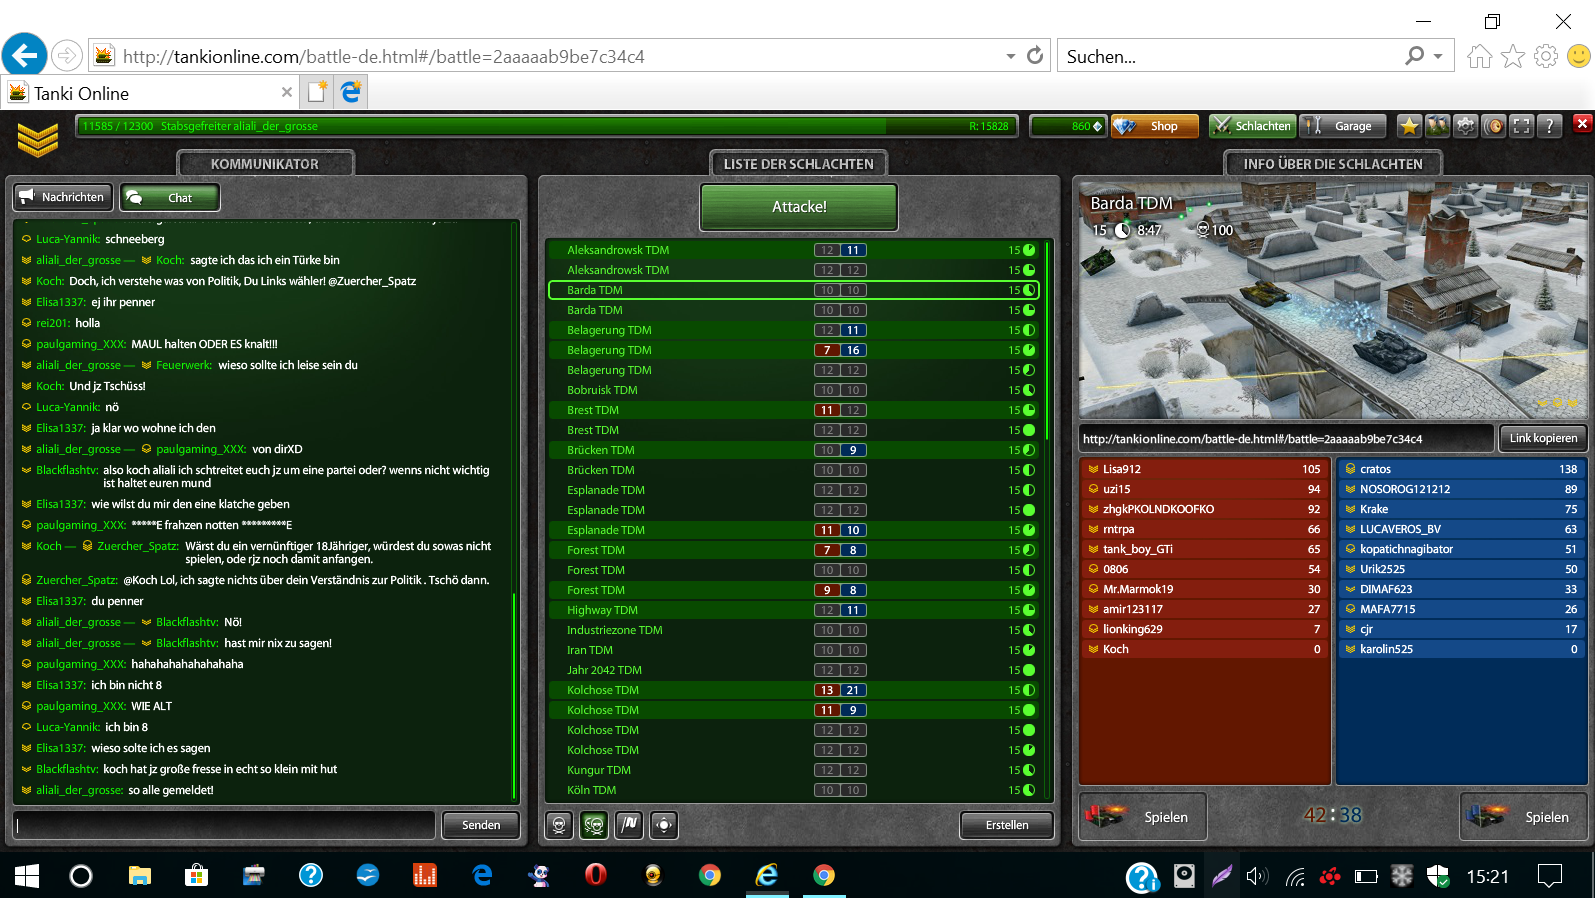 http://tankionline.com/battle-de.html#/battle=2aaaaab9be7c34c4
Suchen...
Tanki Online
11585 / 12300 Stabsgefreiter aliali_der_grosse
R: 15828
860
Shop
Schlachten
Garage
?
KOMMUNIKATOR
LISTE DER SCHLACHTEN
INFO ÜBER DIE SCHLACHTEN
Nachrichten
Chat
Luca-Yannik: schneeberg
aliali_der_grosse — Koch: sagte ich das ich ein Türke bin
Koch: Doch, ich verstehe was von Politik, Du Links wähler! @Zuercher_Spatz
Elisa1337: ej ihr penner
rei201: holla
paulgaming_XXX: MAUL halten ODER ES knalt!!!
aliali_der_grosse — Feuerwerk: wieso sollte ich leise sein du
Koch: Und jz Tschüss!
Luca-Yannik: nö
Elisa1337: ja klar wo wohne ich den
aliali_der_grosse — paulgaming_XXX: von dirXD
Blackflashtv: also koch aliali ich schtreitet euch jz um eine partei oder? wenns nicht wichtig
ist haltet euren mund
Elisa1337: wie wilst du mir den eine klatche geben
paulgaming_XXX: *****E frahzen notten *********E
Koch — Zuercher_Spatz: Wärst du ein vernünftiger 18Jähriger, würdest du sowas nicht
spielen, ode rjz noch damit anfangen.
Zuercher_Spatz: @Koch Lol, ich sagte nichts über dein Verständnis zur Politik . Tschö dann.
Elisa1337: du penner
aliali_der_grosse — Blackflashtv: Nö!
aliali_der_grosse — Blackflashtv: hast mir nix zu sagen!
paulgaming_XXX: hahahahahahahahaha
Elisa1337: ich bin nicht 8
paulgaming_XXX: WIE ALT
Luca-Yannik: ich bin 8
Elisa1337: wieso solte ich es sagen
Blackflashtv: koch hat jz große fresse in echt so klein mit hut
aliali_der_grosse: so alle gemeldet!
Senden
Attacke!
Aleksandrowsk TDM 12 11 15
Aleksandrowsk TDM 12 12 15
Barda TDM 10 10 15
Barda TDM 10 10 15
Belagerung TDM 12 11 15
Belagerung TDM 7 16 15
Belagerung TDM 12 12 15
Bobruisk TDM 10 10 15
Brest TDM 11 12 15
Brest TDM 12 12 15
Brücken TDM 10 9 15
Brücken TDM 10 10 15
Esplanade TDM 12 12 15
Esplanade TDM 12 12 15
Esplanade TDM 11 10 15
Forest TDM 7 8 15
Forest TDM 10 10 15
Forest TDM 9 8 15
Highway TDM 12 11 15
Industriezone TDM 10 10 15
Iran TDM 10 10 15
Jahr 2042 TDM 12 12 15
Kolchose TDM 13 21 15
Kolchose TDM 11 9 15
Kolchose TDM 12 12 15
Kolchose TDM 12 12 15
Kungur TDM 12 12 15
Köln TDM 10 10 15
Erstellen
Barda TDM
15 8:47 100
http://tankionline.com/battle-de.html#/battle=2aaaaab9be7c34c4
Link kopieren
Lisa912 105
uzi15 94
zhgkPKOLNDKOOFKO 92
rntrpa 66
tank_boy_GTi 65
0806 54
Mr.Marmok19 30
amir123117 27
lionking629 7
Koch 0
cratos 138
NOSOROG121212 89
Krake 75
LUCAVEROS_BV 63
kopatichnagibator 51
Urik2525 50
DIMAF623 33
MAFA7715 26
cjr 17
karolin525 0
Spielen
42 : 38
Spielen
15:21